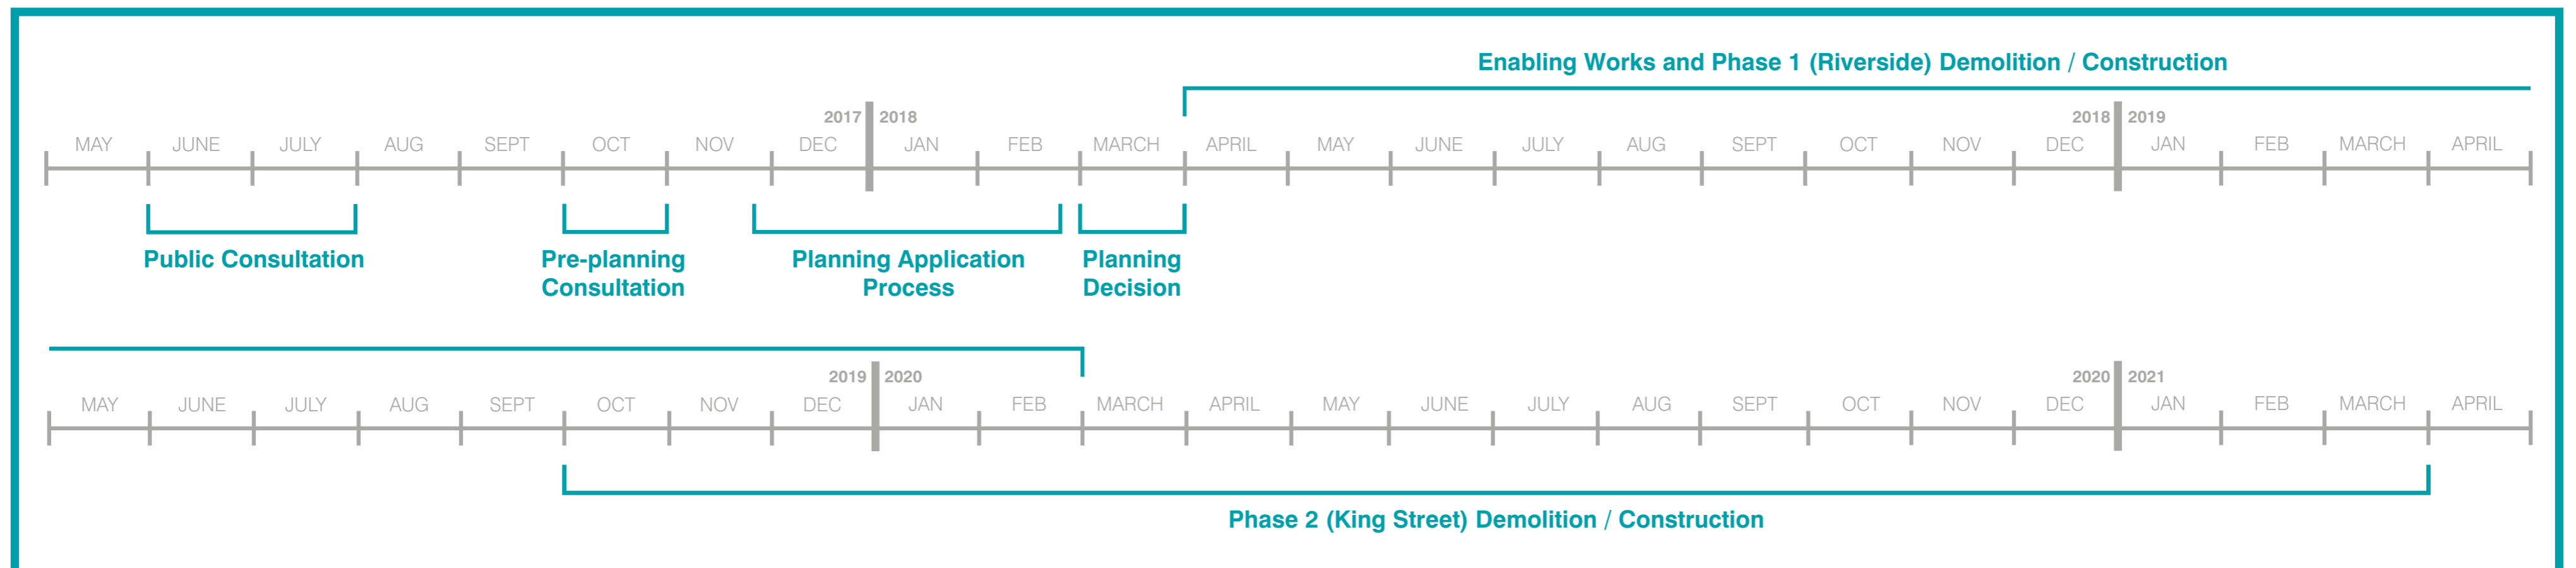 Enabling Works and Phase 1 (Riverside) Demolition / Construction
2017 2018 2018 2019
MAY JUNE JULY AUG SEPT OCT NOV DEC JAN FEB MARCH APRIL MAY JUNE JULY AUG SEPT OCT NOV DEC JAN FEB MARCH APRIL
Public Consultation
Pre-planning
Consultation
Planning Application
Process
Planning
Decision
2019 2020 2020 2021
MAY JUNE JULY AUG SEPT OCT NOV DEC JAN FEB MARCH APRIL MAY JUNE JULY AUG SEPT OCT NOV DEC JAN FEB MARCH APRIL
Phase 2 (King Street) Demolition / Construction